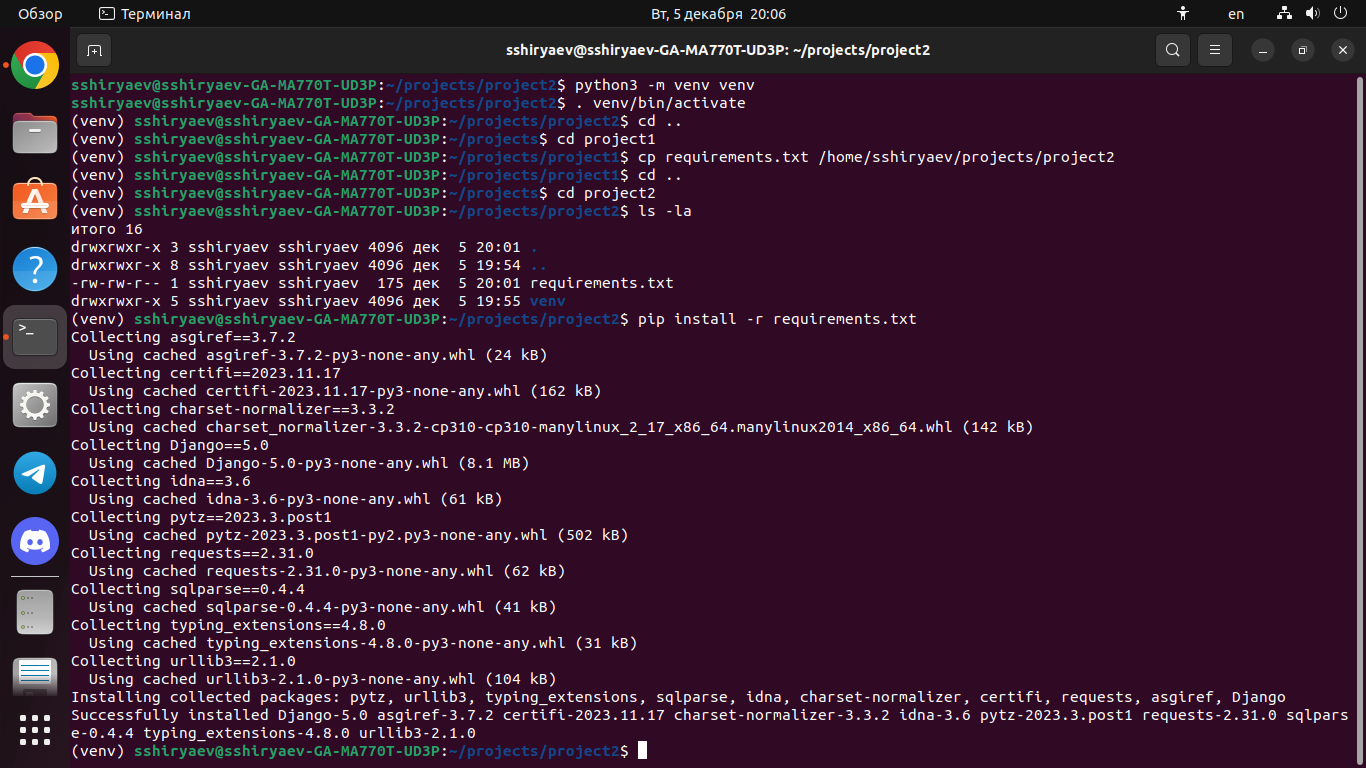 Обзор Терминал Вт, 5 декабря 20:06 en
sshiryaev@sshiryaev-GA-MA770T-UD3P: ~/projects/project2
sshiryaev@sshiryaev-GA-MA770T-UD3P:~/projects/project2$ python3 -m venv venv
sshiryaev@sshiryaev-GA-MA770T-UD3P:~/projects/project2$ . venv/bin/activate
(venv) sshiryaev@sshiryaev-GA-MA770T-UD3P:~/projects/project2$ cd ..
(venv) sshiryaev@sshiryaev-GA-MA770T-UD3P:~/projects$ cd project1
(venv) sshiryaev@sshiryaev-GA-MA770T-UD3P:~/projects/project1$ cp requirements.txt /home/sshiryaev/projects/project2
(venv) sshiryaev@sshiryaev-GA-MA770T-UD3P:~/projects/project1$ cd ..
(venv) sshiryaev@sshiryaev-GA-MA770T-UD3P:~/projects$ cd project2
(venv) sshiryaev@sshiryaev-GA-MA770T-UD3P:~/projects/project2$ ls -la
итого 16
drwxrwxr-x 3 sshiryaev sshiryaev 4096 дек  5 20:01 .
drwxrwxr-x 8 sshiryaev sshiryaev 4096 дек  5 19:54 ..
-rw-rw-r-- 1 sshiryaev sshiryaev  175 дек  5 20:01 requirements.txt
drwxrwxr-x 5 sshiryaev sshiryaev 4096 дек  5 19:55 venv
(venv) sshiryaev@sshiryaev-GA-MA770T-UD3P:~/projects/project2$ pip install -r requirements.txt
Collecting asgiref==3.7.2
  Using cached asgiref-3.7.2-py3-none-any.whl (24 kB)
Collecting certifi==2023.11.17
  Using cached certifi-2023.11.17-py3-none-any.whl (162 kB)
Collecting charset-normalizer==3.3.2
  Using cached charset_normalizer-3.3.2-cp310-cp310-manylinux_2_17_x86_64.manylinux2014_x86_64.whl (142 kB)
Collecting Django==5.0
  Using cached Django-5.0-py3-none-any.whl (8.1 MB)
Collecting idna==3.6
  Using cached idna-3.6-py3-none-any.whl (61 kB)
Collecting pytz==2023.3.post1
  Using cached pytz-2023.3.post1-py2.py3-none-any.whl (502 kB)
Collecting requests==2.31.0
  Using cached requests-2.31.0-py3-none-any.whl (62 kB)
Collecting sqlparse==0.4.4
  Using cached sqlparse-0.4.4-py3-none-any.whl (41 kB)
Collecting typing_extensions==4.8.0
  Using cached typing_extensions-4.8.0-py3-none-any.whl (31 kB)
Collecting urllib3==2.1.0
  Using cached urllib3-2.1.0-py3-none-any.whl (104 kB)
Installing collected packages: pytz, urllib3, typing_extensions, sqlparse, idna, charset-normalizer, certifi, requests, asgiref, Django
Successfully installed Django-5.0 asgiref-3.7.2 certifi-2023.11.17 charset-normalizer-3.3.2 idna-3.6 pytz-2023.3.post1 requests-2.31.0 sqlpars
e-0.4.4 typing_extensions-4.8.0 urllib3-2.1.0
(venv) sshiryaev@sshiryaev-GA-MA770T-UD3P:~/projects/project2$